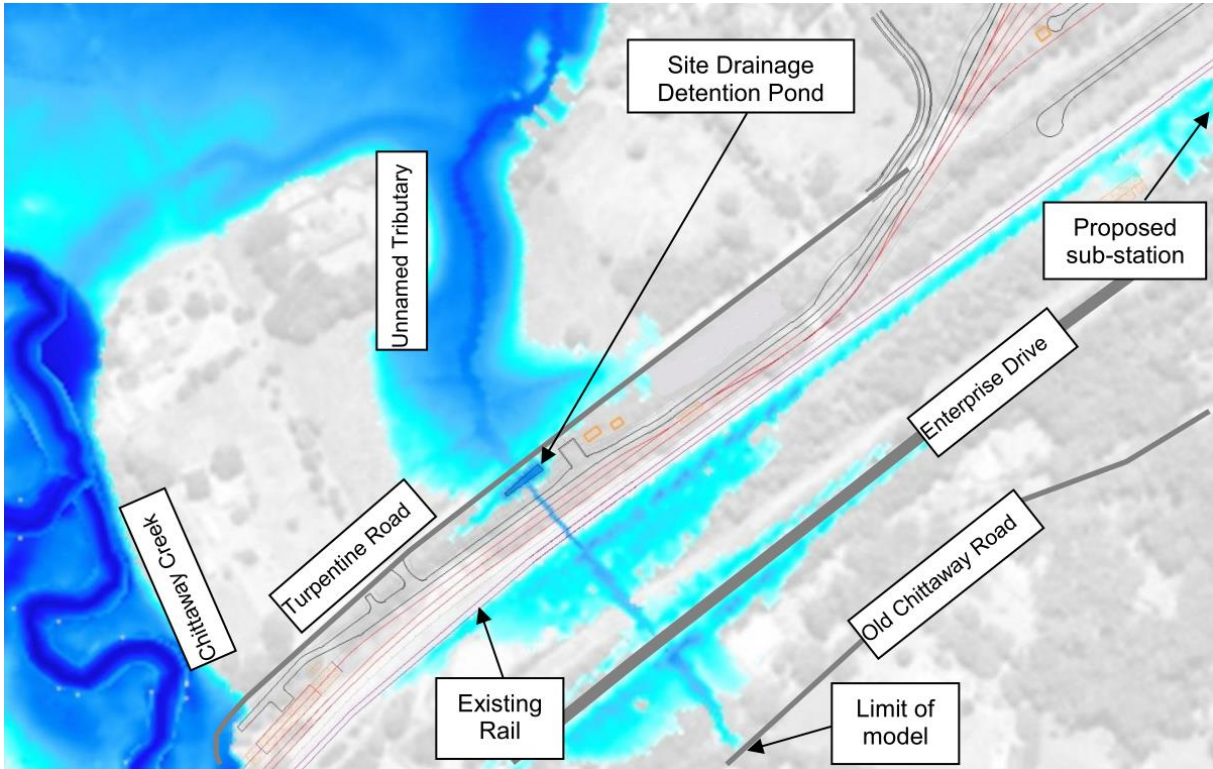 Site Drainage
Detention Pond
Unnamed Tributary
Proposed
sub-station
Enterprise Drive
Chittaway Creek
Turpentine Road
Old Chittaway Road
Existing
Rail
Limit of
model